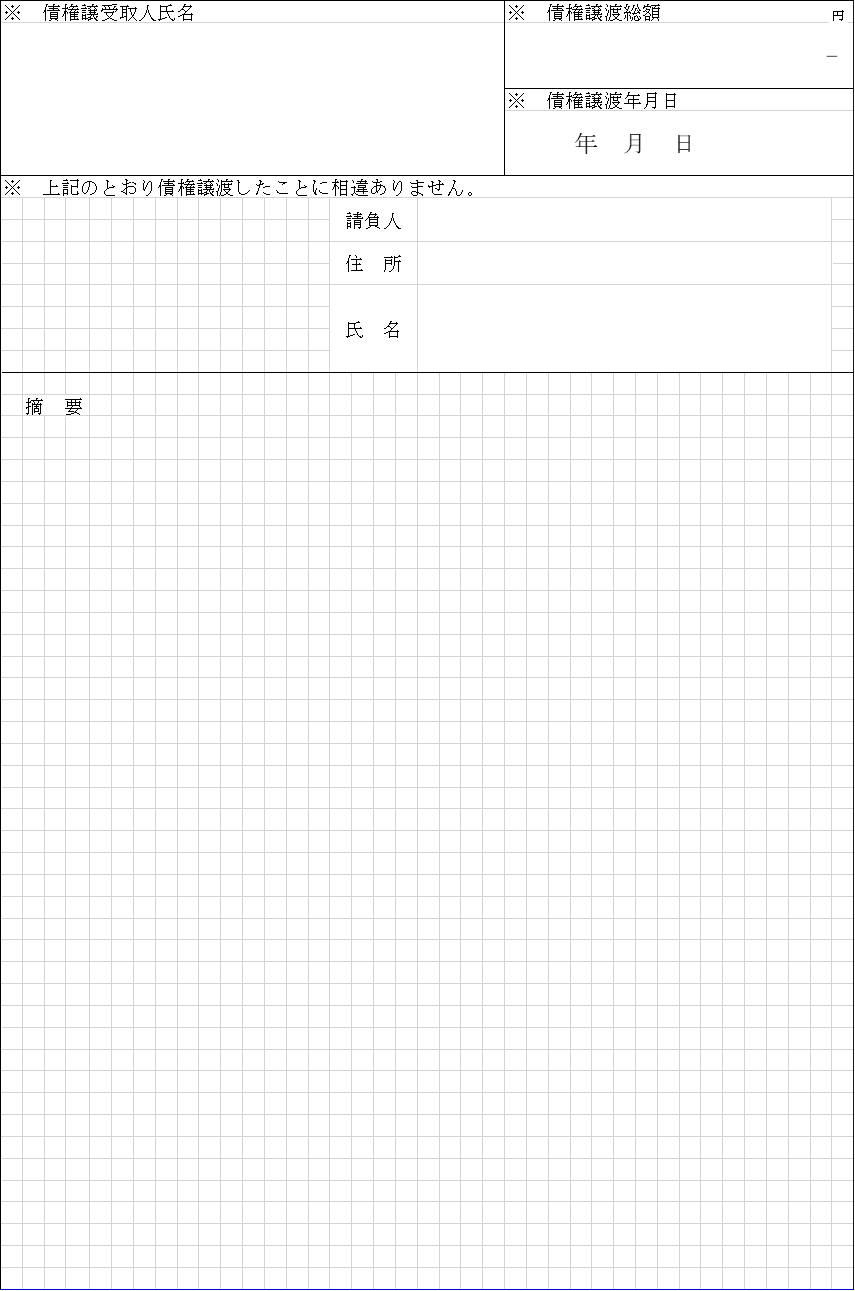 ※　債権譲受取人氏名
※　債権譲渡総額　円
－
※　債権譲渡年月日
年　月　日
※　上記のとおり債権譲渡したことに相違ありません。
請負人
住　所
氏　名
摘　要